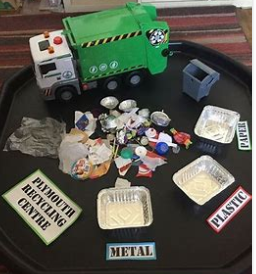 PAPER
PLYMOUTH
RECYCLING
CENTRE
PLASTIC
METAL